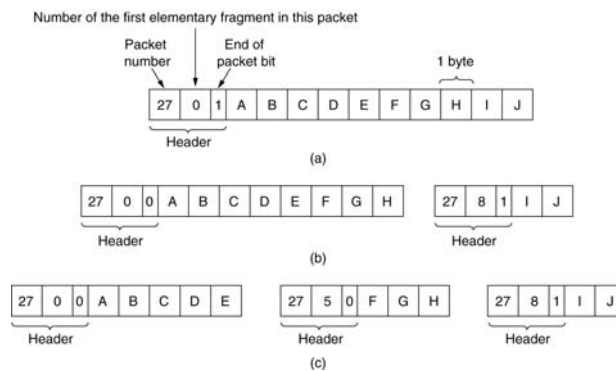 Number of the first elementary fragment in this packet
Packet number
End of packet bit
1 byte
27 0 1 A B C D E F G H I J
Header
(a)
27 0 0 A B C D E F G H
27 8 1 I J
Header
Header
(b)
27 0 0 A B C D E
27 5 0 F G H
27 8 1 I J
Header
Header
Header
(c)